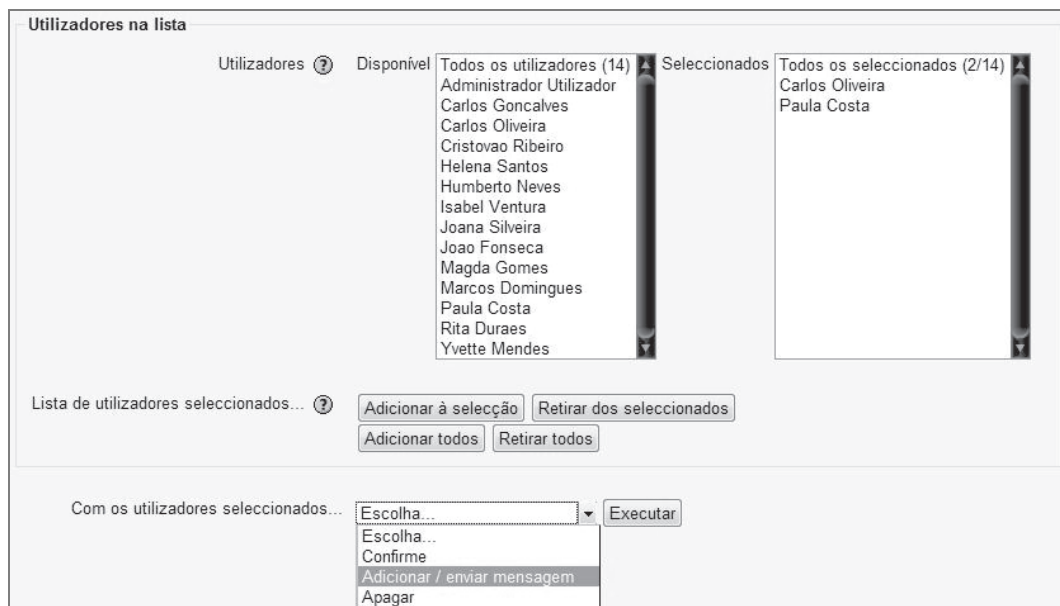 Utilizadores na lista
Utilizadores ? Disponível Todos os utilizadores (14) Seleccionados Todos os seleccionados (2/14)
Administrador Utilizador Carlos Oliveira
Carlos Goncalves Paula Costa
Carlos Oliveira
Cristovao Ribeiro
Helena Santos
Humberto Neves
Isabel Ventura
Joana Silveira
Joao Fonseca
Magda Gomes
Marcos Domingues
Paula Costa
Rita Duraes
Yvette Mendes
Lista de utilizadores seleccionados... ? Adicionar à selecção Retirar dos seleccionados
Adicionar todos Retirar todos
Com os utilizadores seleccionados... Escolha... Executar
Escolha...
Confirme
Adicionar / enviar mensagem
Apagar